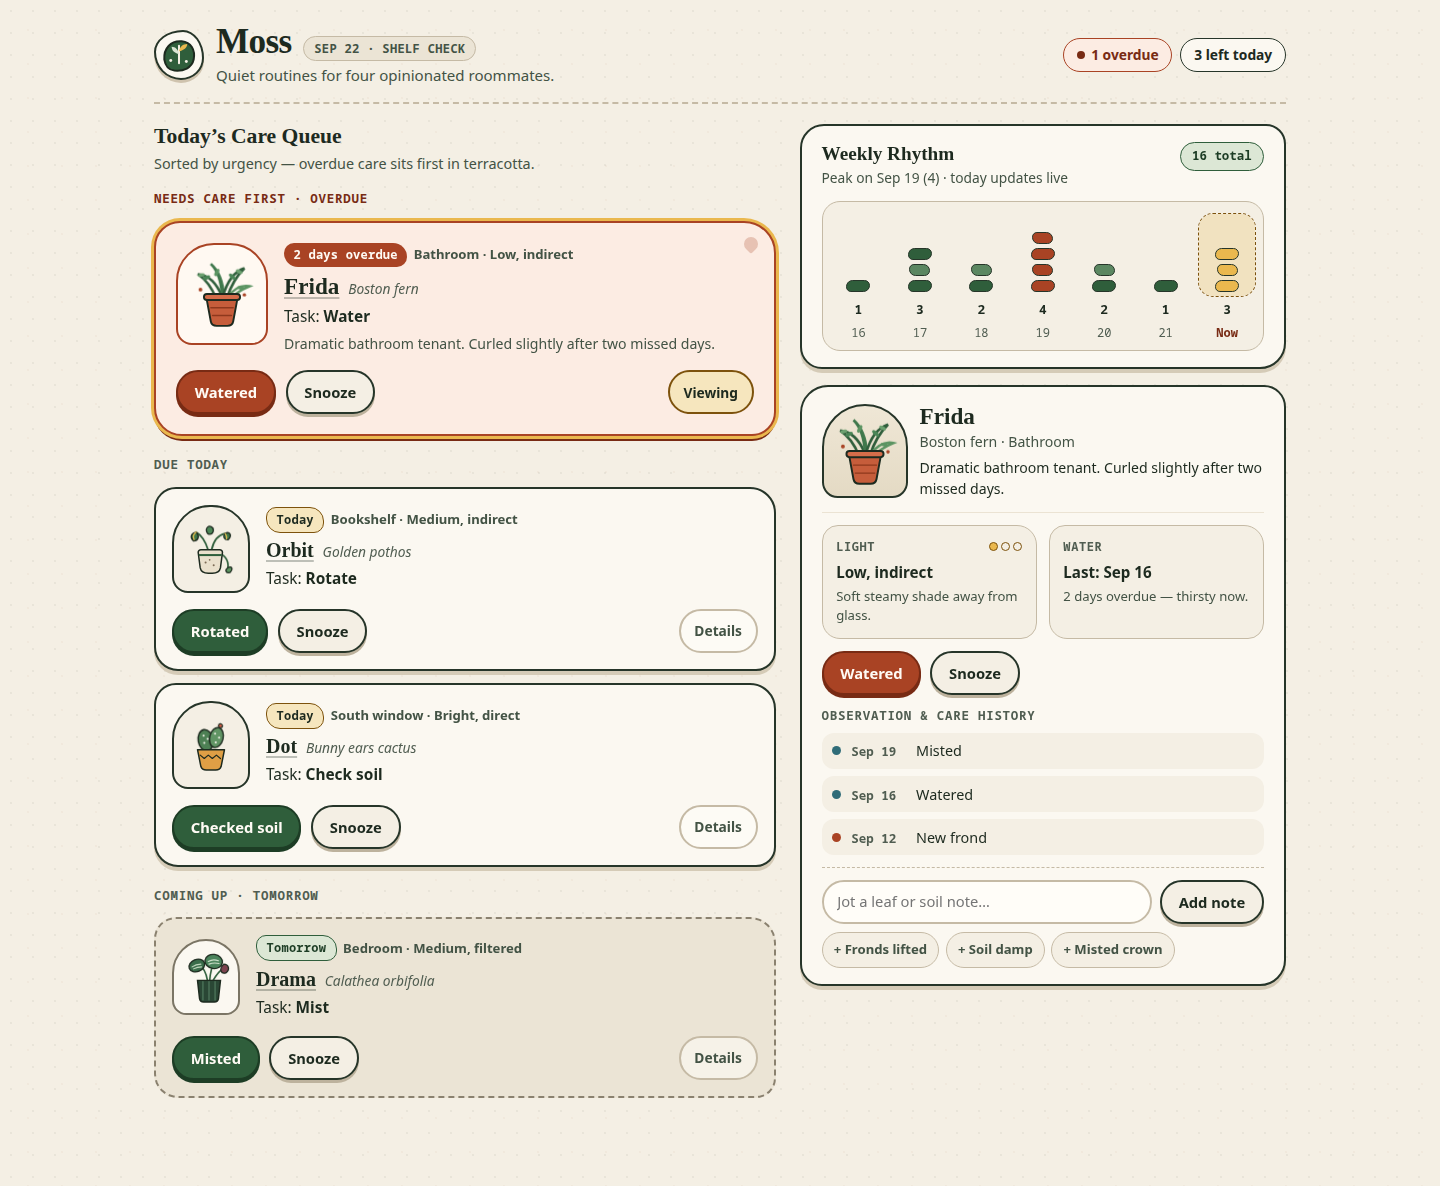 Moss
SEP 22 · SHELF CHECK
Quiet routines for four opinionated roommates.
1 overdue
3 left today
Today’s Care Queue
Sorted by urgency — overdue care sits first in terracotta.
NEEDS CARE FIRST · OVERDUE
2 days overdue
Bathroom · Low, indirect
Frida Boston fern
Task: Water
Dramatic bathroom tenant. Curled slightly after two missed days.
Watered
Snooze
Viewing
DUE TODAY
Today
Bookshelf · Medium, indirect
Orbit Golden pothos
Task: Rotate
Rotated
Snooze
Details
Today
South window · Bright, direct
Dot Bunny ears cactus
Task: Check soil
Checked soil
Snooze
Details
COMING UP · TOMORROW
Tomorrow
Bedroom · Medium, filtered
Drama Calathea orbifolia
Task: Mist
Misted
Snooze
Details
Weekly Rhythm
16 total
Peak on Sep 19 (4) · today updates live
1 3 2 4 2 1 3
16 17 18 19 20 21 Now
Frida
Boston fern · Bathroom
Dramatic bathroom tenant. Curled slightly after two
missed days.
LIGHT
Low, indirect
Soft steamy shade away from
glass.
WATER
Last: Sep 16
2 days overdue — thirsty now.
Watered
Snooze
OBSERVATION & CARE HISTORY
Sep 19 Misted
Sep 16 Watered
Sep 12 New frond
Jot a leaf or soil note…
Add note
+ Fronds lifted
+ Soil damp
+ Misted crown